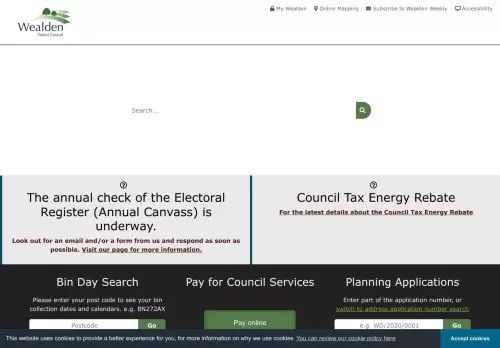 Wealden
District Council
My Wealden
Online Mapping
Subscribe to Wealden Weekly
Accessibility
Search...
The annual check of the Electoral
Register (Annual Canvass) is
underway.
Look out for an email and/or a form from us and respond as soon as
possible. Visit our page for more information.
Council Tax Energy Rebate
For the latest details about the Council Tax Energy Rebate
Bin Day Search
Please enter your post code to see your bin
collection dates and calendars. e.g. BN272AX
Postcode
Go
Pay for Council Services
Pay online
Planning Applications
Enter part of the application number, or
switch to address application number search
e.g. WD/2020/0001
Go
This website uses cookies to provide a better experience for you, for more information on why we use cookies You can review our cookie policy here
Accept cookies